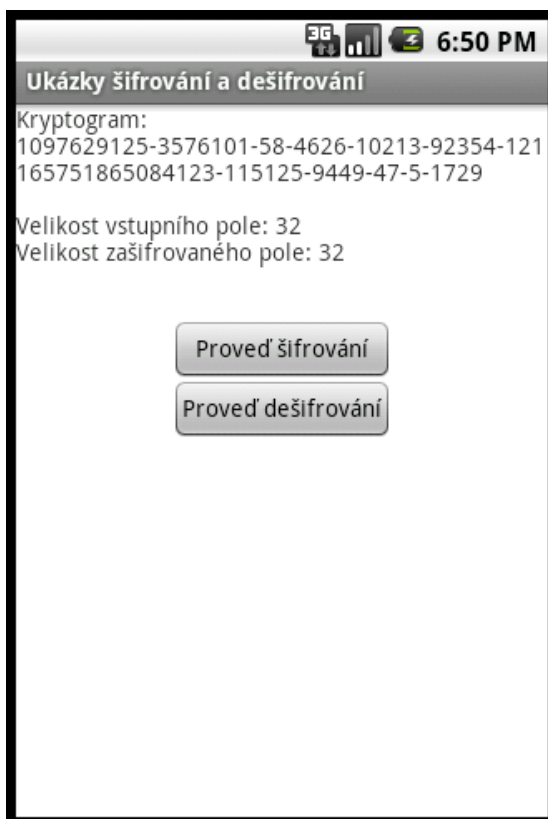 3G 6:50 PM
Ukázky šifrování a dešifrování
Kryptogram:
1097629125-3576101-58-4626-10213-92354-121
165751865084123-115125-9449-47-5-1729
Velikost vstupního pole: 32
Velikost zašifrovaného pole: 32
Proveď šifrování
Proveď dešifrování